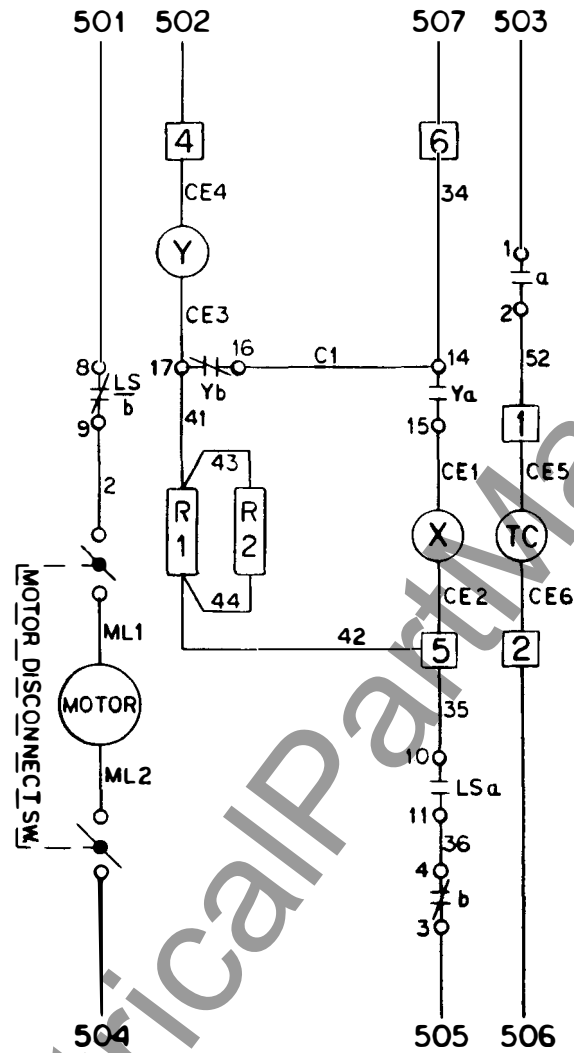 501 502 507 503
4 6
CE4 34
Y
1
a
CE3 2
8 17 16 C1 14 52
LS
b Yb Ya
9 41 15 1
43 CE1 CE5
2 R
1 R
2 X TC
44 CE2 CE6
MOTOR DISCONNECT SW.
ML1 42 5 2
MOTOR 35
ML2 10
LSa
11
36
4
b
3
504 505 506
ricalPartMa